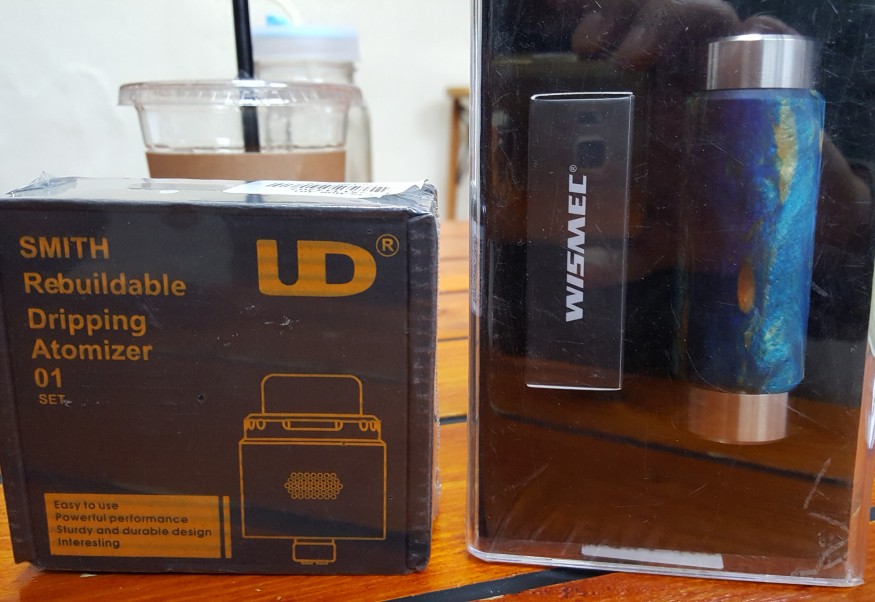 SMITH
Rebuildable
Dripping
Atomizer
01
SET
UD®
Easy to use
Powerful performance
Sturdy and durable design
Interesting
WISMEC®